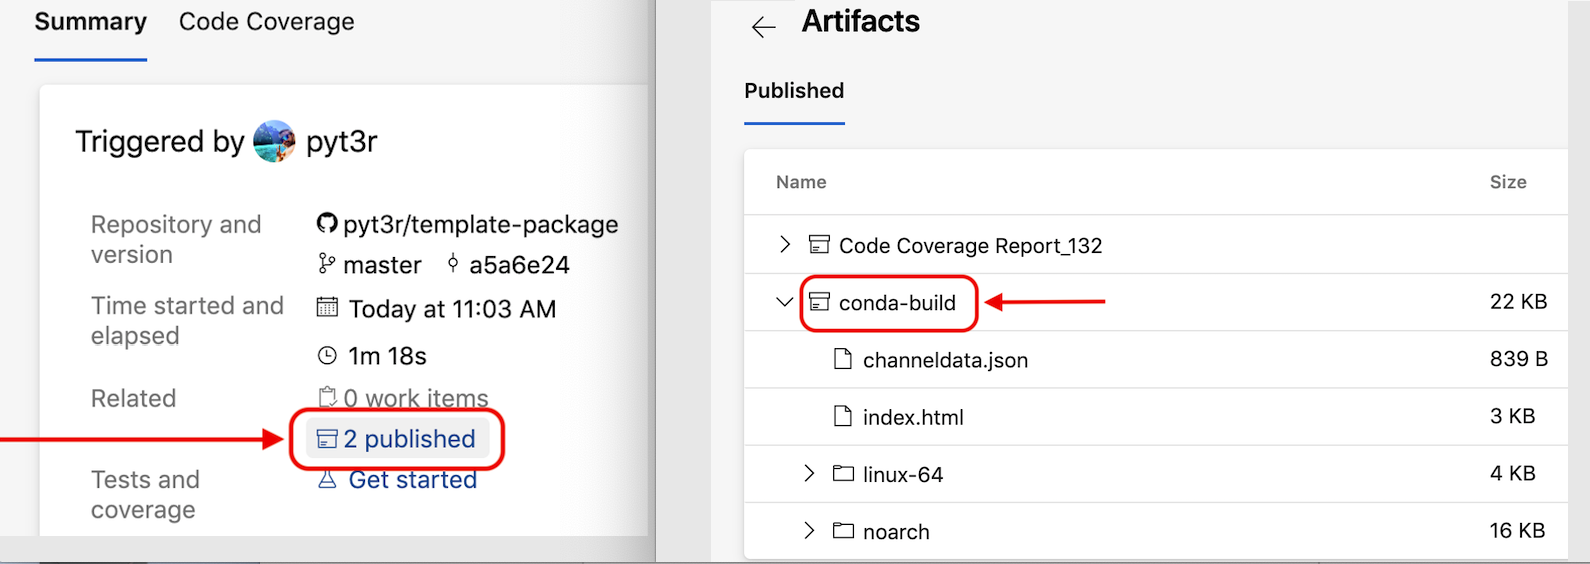 Summary Code Coverage
Triggered by pyt3r
Repository and
version
pyt3r/template-package
master a5a6e24
Time started and
elapsed
Today at 11:03 AM
1m 18s
Related
0 work items
2 published
Tests and
coverage
Get started
Artifacts
Published
Name Size
Code Coverage Report_132
conda-build 22 KB
channeldata.json 839 B
index.html 3 KB
linux-64 4 KB
noarch 16 KB